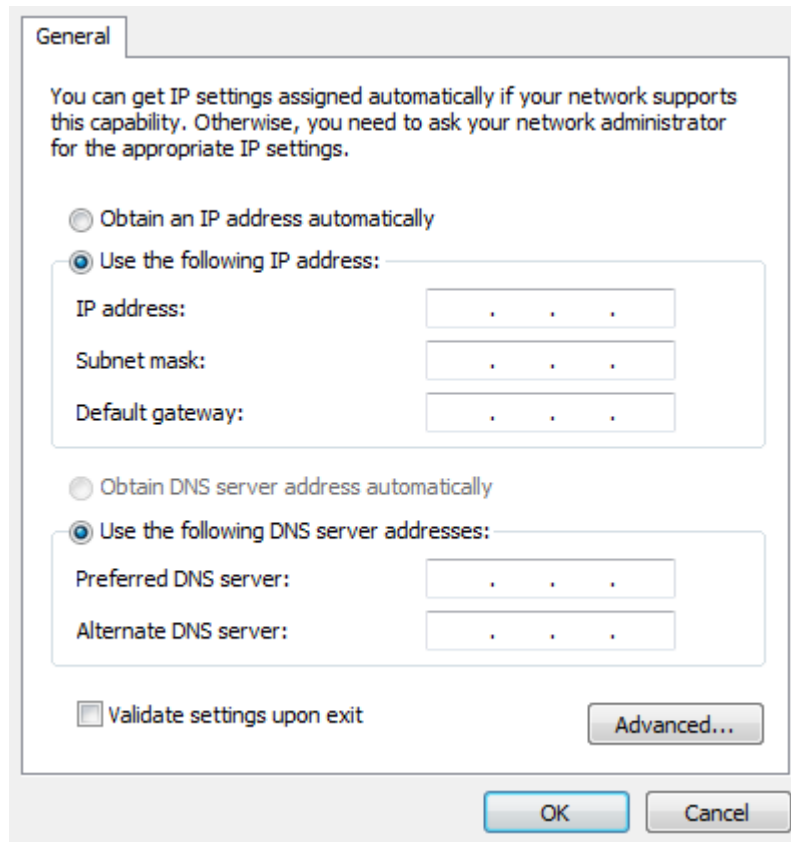 General
You can get IP settings assigned automatically if your network supports
this capability. Otherwise, you need to ask your network administrator
for the appropriate IP settings.
Obtain an IP address automatically
Use the following IP address:
IP address: . . .
Subnet mask: . . .
Default gateway: . . .
Obtain DNS server address automatically
Use the following DNS server addresses:
Preferred DNS server: . . .
Alternate DNS server: . . .
Validate settings upon exit
Advanced...
OK Cancel